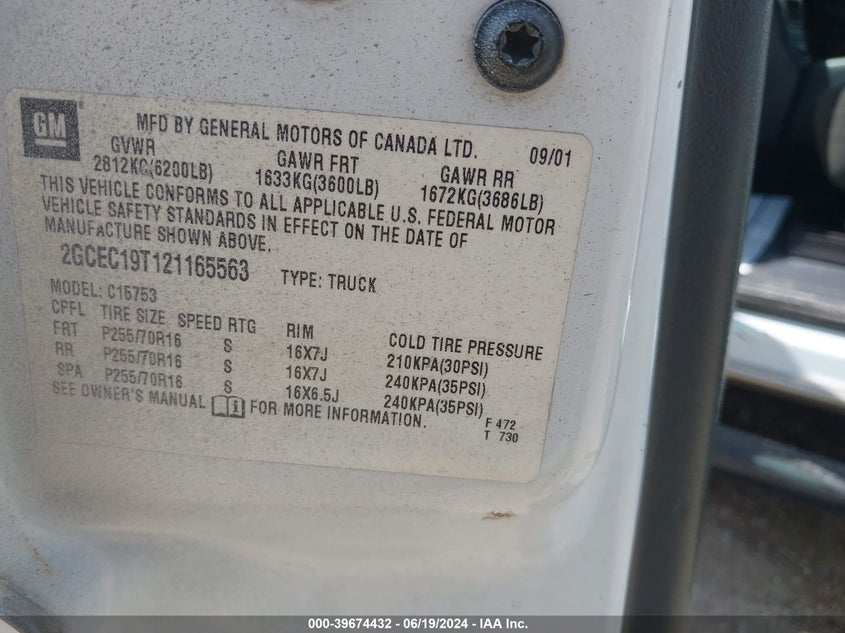 GM
MFD BY GENERAL MOTORS OF CANADA LTD. 09/01
GVWR GAWR FRT GAWR RR
2812KG(6200LB) 1633KG(3600LB) 1672KG(3686LB)
THIS VEHICLE CONFORMS TO ALL APPLICABLE U.S. FEDERAL MOTOR
VEHICLE SAFETY STANDARDS IN EFFECT ON THE DATE OF
MANUFACTURE SHOWN ABOVE.
2GCEC19T121165563 TYPE: TRUCK
MODEL: C15753
CPFL TIRE SIZE SPEED RTG RIM COLD TIRE PRESSURE
FRT P255/70R16 S 16X7J 210KPA(30PSI)
RR P255/70R16 S 16X7J 240KPA(35PSI)
SPA P255/70R16 S 16X6.5J 240KPA(35PSI)
SEE OWNER'S MANUAL FOR MORE INFORMATION.
F 472
T 730
000-39674432 - 06/19/2024 - IAA Inc.